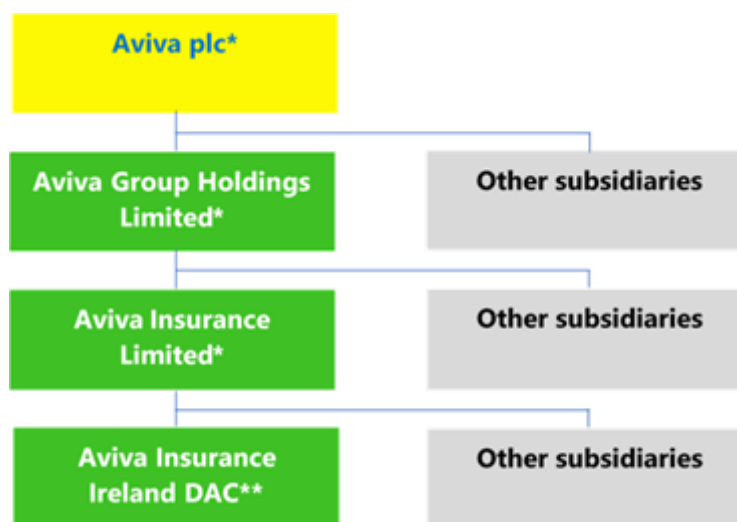 Aviva plc*
Aviva Group Holdings
Limited*
Other subsidiaries
Aviva Insurance
Limited*
Other subsidiaries
Aviva Insurance
Ireland DAC**
Other subsidiaries